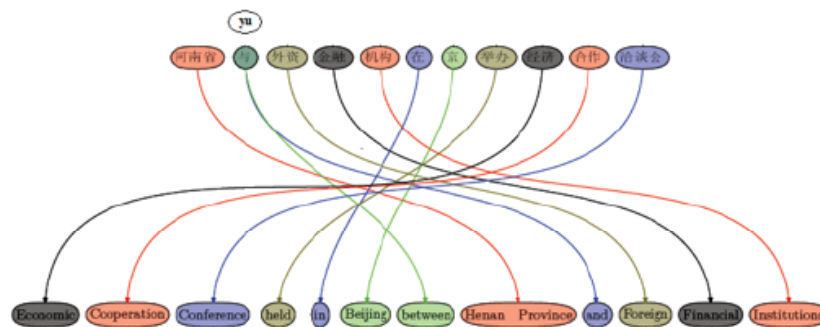 yu
河南省 与 外资 金融 机构 在 京 举办 经济 合作 洽谈会
Economic Cooperation Conference held in Beijing between Henan Province and Foreign Financial Institutions